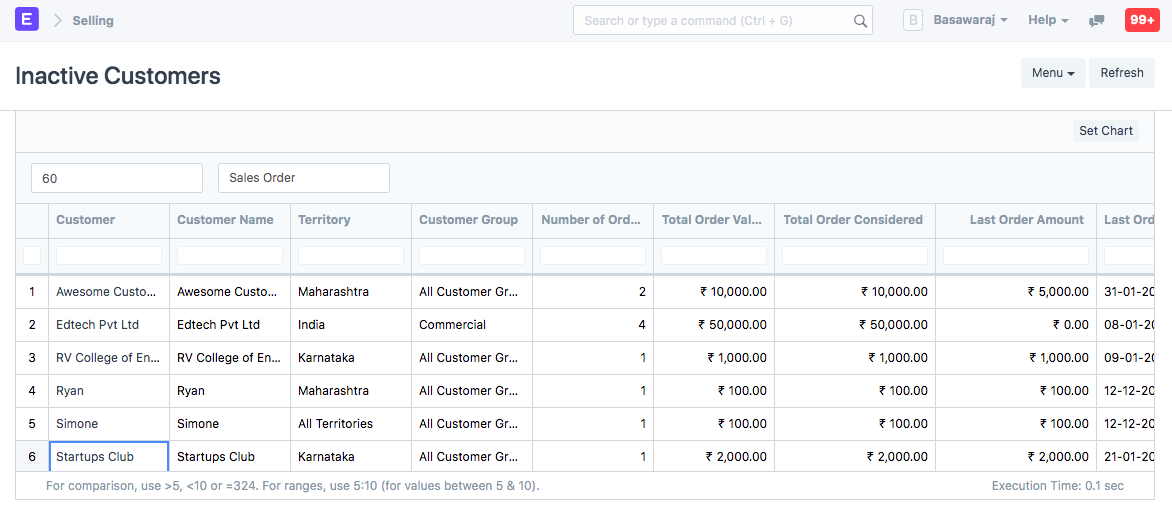 E Selling Search or type a command (Ctrl + G) B Basawaraj Help 99+
Inactive Customers Menu Refresh
Set Chart
60 Sales Order
Customer Customer Name Territory Customer Group Number of Ord... Total Order Val... Total Order Considered Last Order Amount Last Ord
1 Awesome Custo... Awesome Custo... Maharashtra All Customer Gr... 2 ₹ 10,000.00 ₹ 10,000.00 ₹ 5,000.00 31-01-20
2 Edtech Pvt Ltd Edtech Pvt Ltd India Commercial 4 ₹ 50,000.00 ₹ 50,000.00 ₹ 0.00 08-01-20
3 RV College of En... RV College of En... Karnataka All Customer Gr... 1 ₹ 1,000.00 ₹ 1,000.00 ₹ 1,000.00 09-01-20
4 Ryan Ryan Maharashtra All Customer Gr... 1 ₹ 100.00 ₹ 100.00 ₹ 100.00 12-12-20
5 Simone Simone All Territories All Customer Gr... 1 ₹ 100.00 ₹ 100.00 ₹ 100.00 12-12-20
6 Startups Club Startups Club Karnataka All Customer Gr... 1 ₹ 2,000.00 ₹ 2,000.00 ₹ 2,000.00 21-01-20
For comparison, use >5, <10 or =324. For ranges, use 5:10 (for values between 5 & 10). Execution Time: 0.1 sec